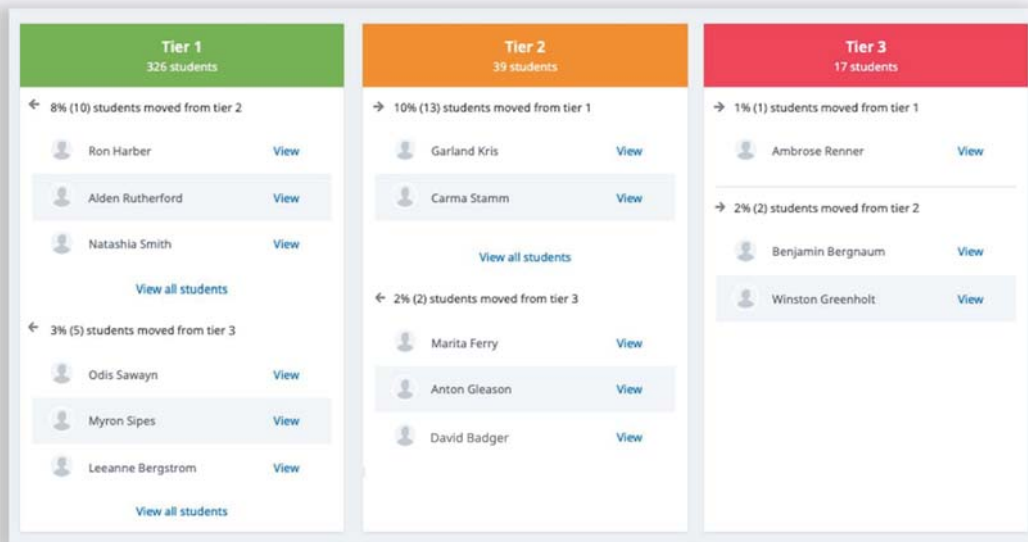 Tier 1
326 students
← 8% (10) students moved from tier 2
Ron Harber View
Alden Rutherford View
Natashia Smith View
View all students
← 3% (5) students moved from tier 3
Odis Sawayn View
Myron Sipes View
Leeanne Bergstrom View
View all students
Tier 2
39 students
→ 10% (13) students moved from tier 1
Garland Kris View
Carma Stamm View
View all students
← 2% (2) students moved from tier 3
Marita Ferry View
Anton Gleason View
David Badger View
Tier 3
17 students
→ 1% (1) students moved from tier 1
Ambrose Renner View
→ 2% (2) students moved from tier 2
Benjamin Bergnaum View
Winston Greenholt View